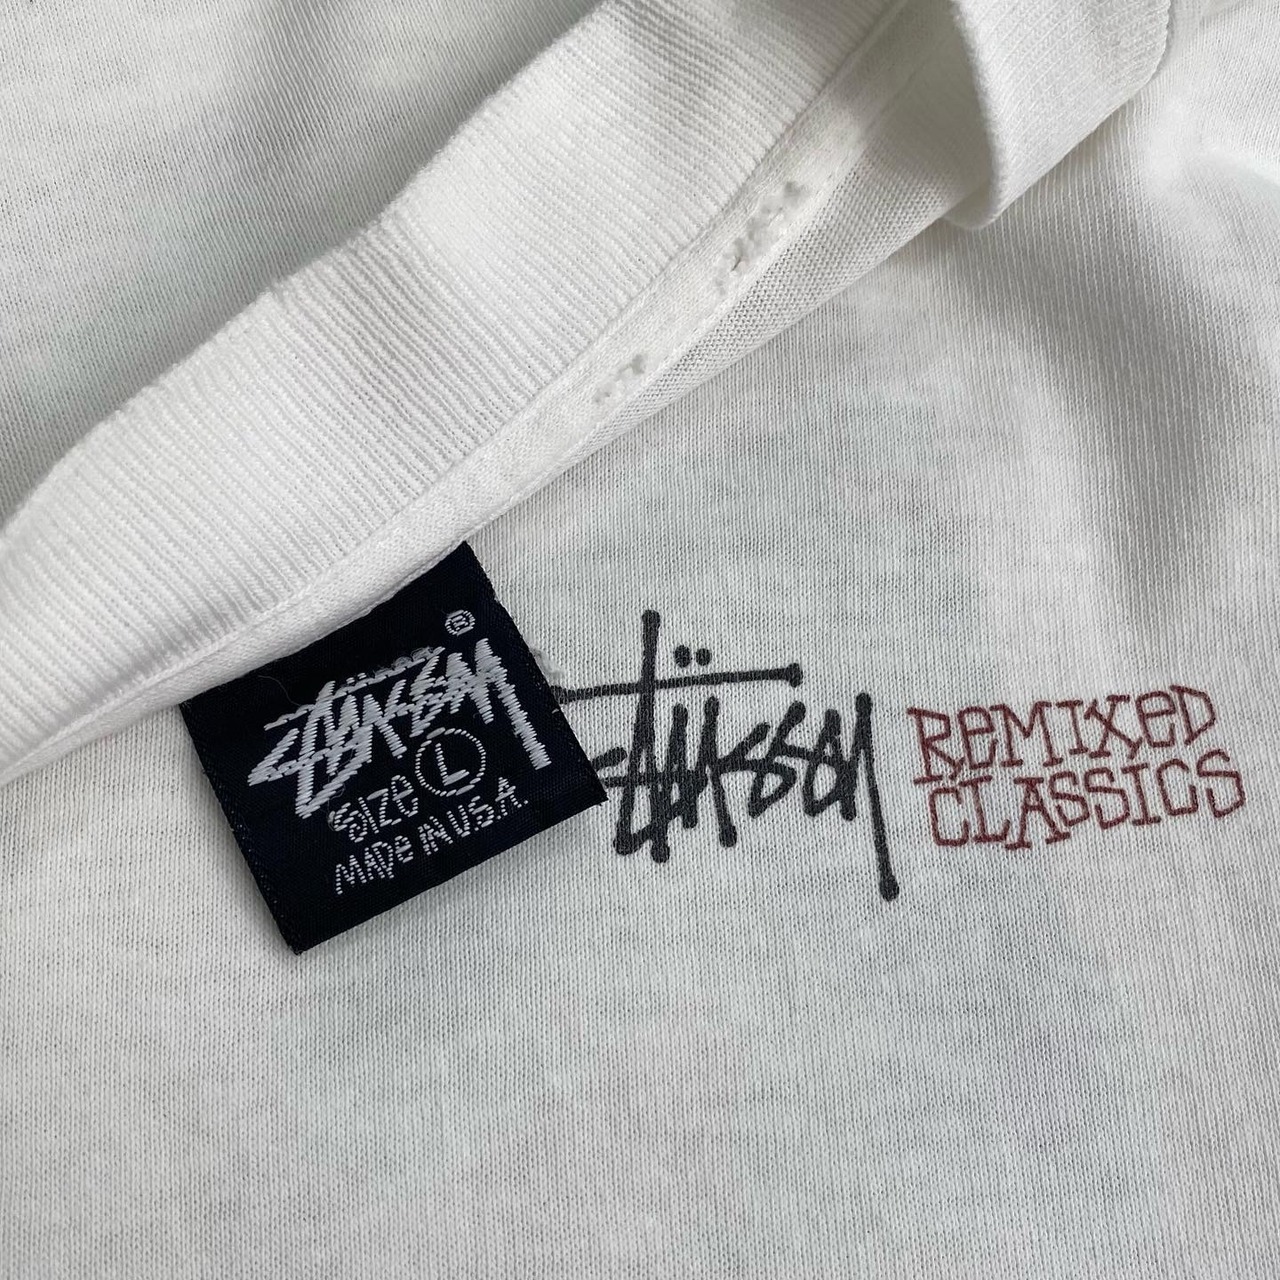 ®
STÜSSY
SIZE L
MADE IN U.S.A.
STÜSSY
REMIXED
CLASSICS